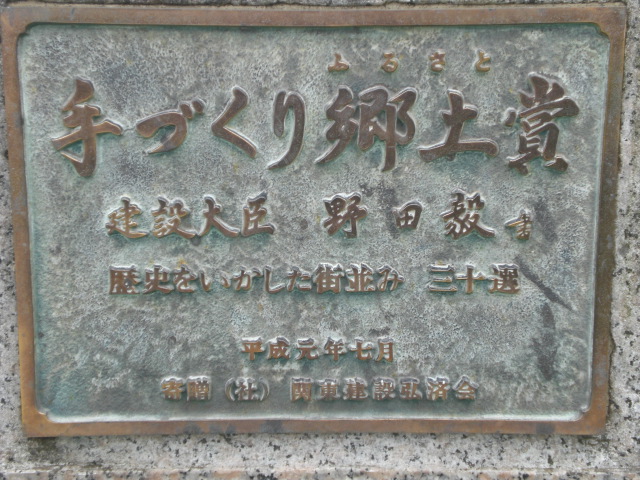 ふるさと
手づくり郷土賞
建設大臣 野田毅 書
歴史をいかした街並み 三十選
平成元年七月
寄贈 (社) 関東建設弘済会